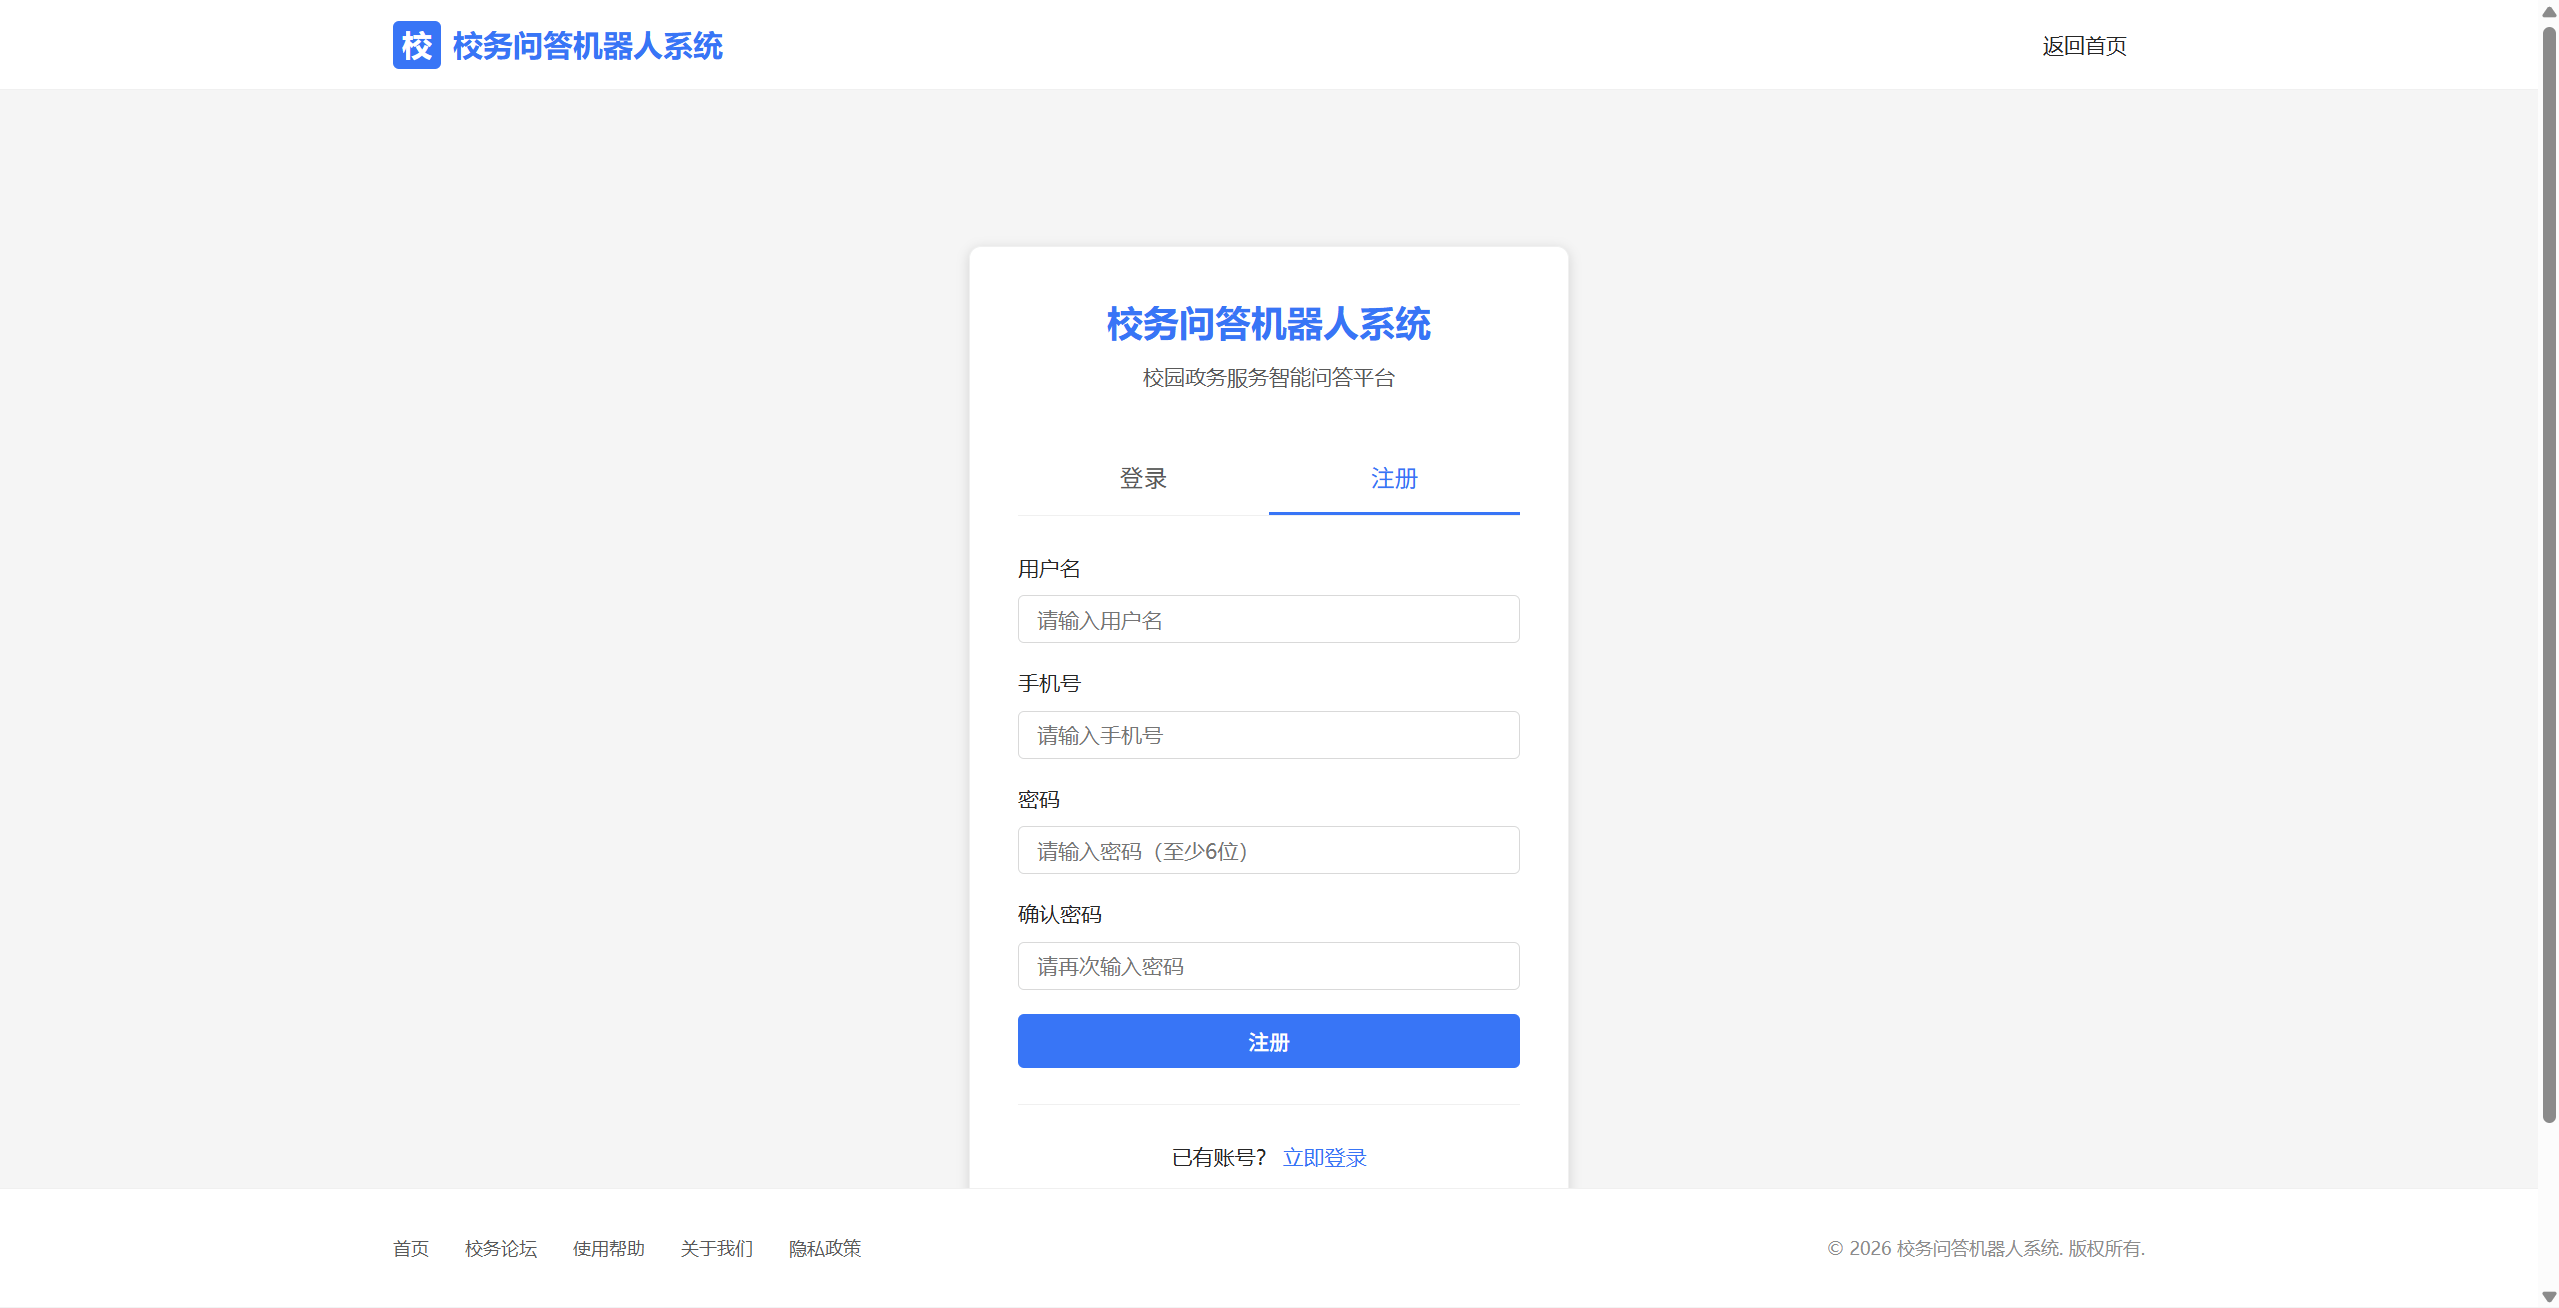 校 校务问答机器人系统
返回首页
校务问答机器人系统
校园政务服务智能问答平台
登录 注册
用户名
请输入用户名
手机号
请输入手机号
密码
请输入密码（至少6位）
确认密码
请再次输入密码
注册
已有账号？ 立即登录
首页 校务论坛 使用帮助 关于我们 隐私政策
© 2026 校务问答机器人系统. 版权所有.